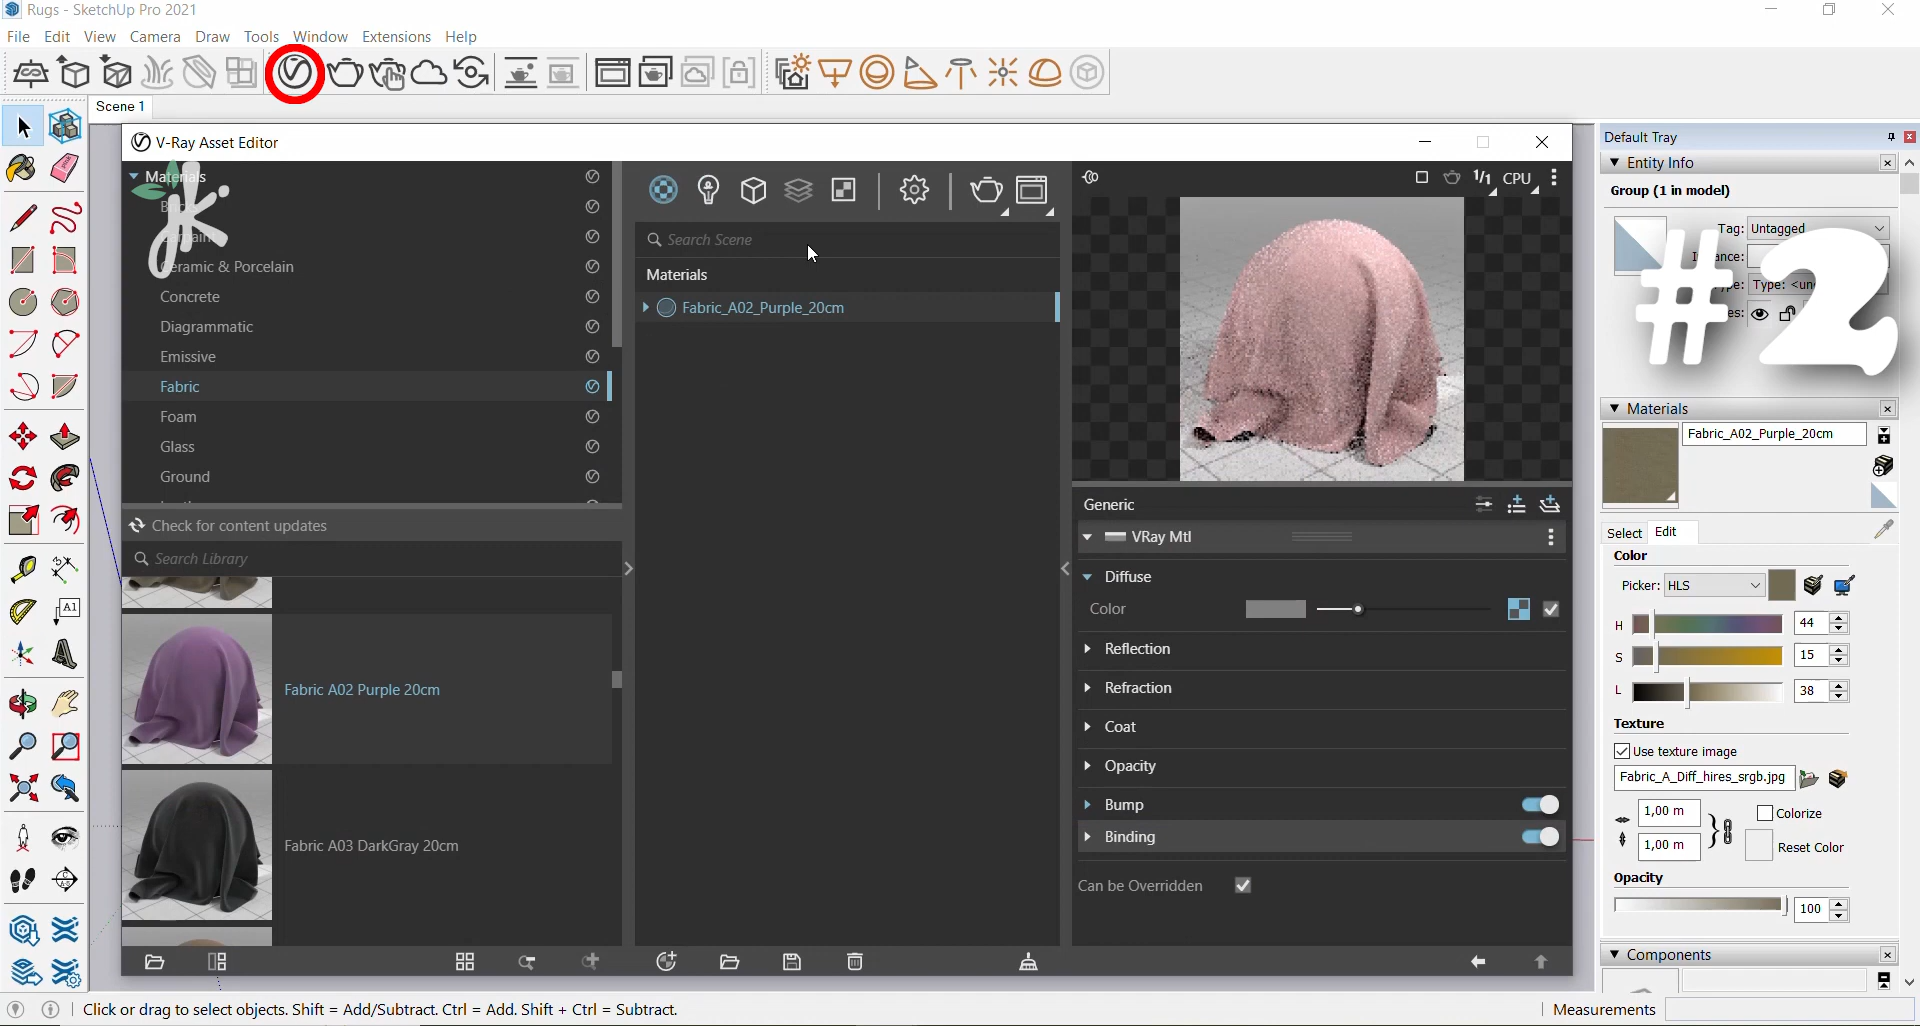 Rugs - SketchUp Pro 2021
File Edit View Camera Draw Tools Window Extensions Help
Scene 1
V-Ray Asset Editor
Materials
Ceramic & Porcelain
Concrete
Diagrammatic
Emissive
Fabric
Foam
Glass
Ground
Check for content updates
Search Library
Fabric A02 Purple 20cm
Fabric A03 DarkGray 20cm
Search Scene
Materials
Fabric_A02_Purple_20cm
1/1 CPU
Generic
VRay Mtl
Diffuse
Color
Reflection
Refraction
Coat
Opacity
Bump
Binding
Can be Overridden
Default Tray
Entity Info
Group (1 in model)
Tag: Untagged
Type: <un
#2
Materials
Fabric_A02_Purple_20cm
Select Edit
Color
Picker: HLS
H 44
S 15
L 38
Texture
Use texture image
Fabric_A_Diff_hires_srgb.jpg
1,00 m
Colorize
1,00 m
Reset Color
Opacity
100
Components
A1
jk
Click or drag to select objects. Shift = Add/Subtract. Ctrl = Add. Shift + Ctrl = Subtract.
Measurements